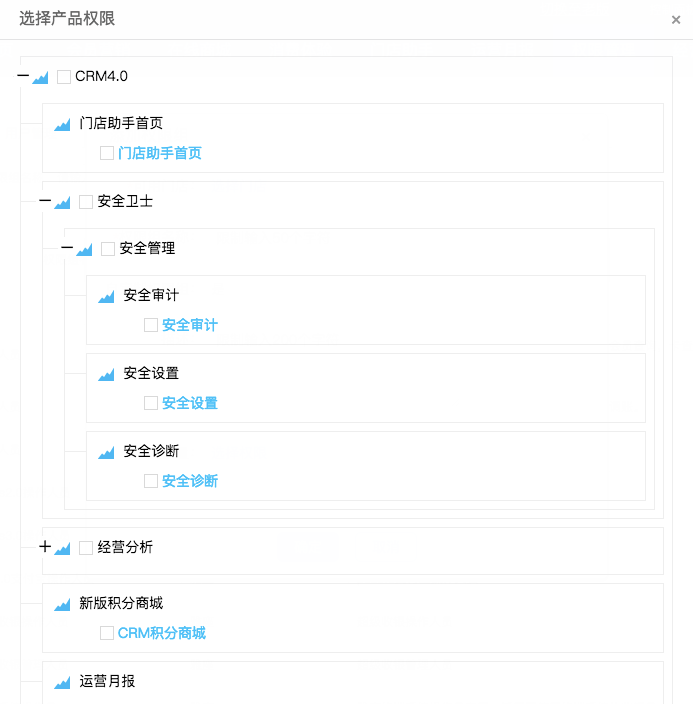 选择产品权限
CRM4.0
门店助手首页
门店助手首页
安全卫士
安全管理
安全审计
安全审计
安全设置
安全设置
安全诊断
安全诊断
经营分析
新版积分商城
CRM积分商城
运营月报